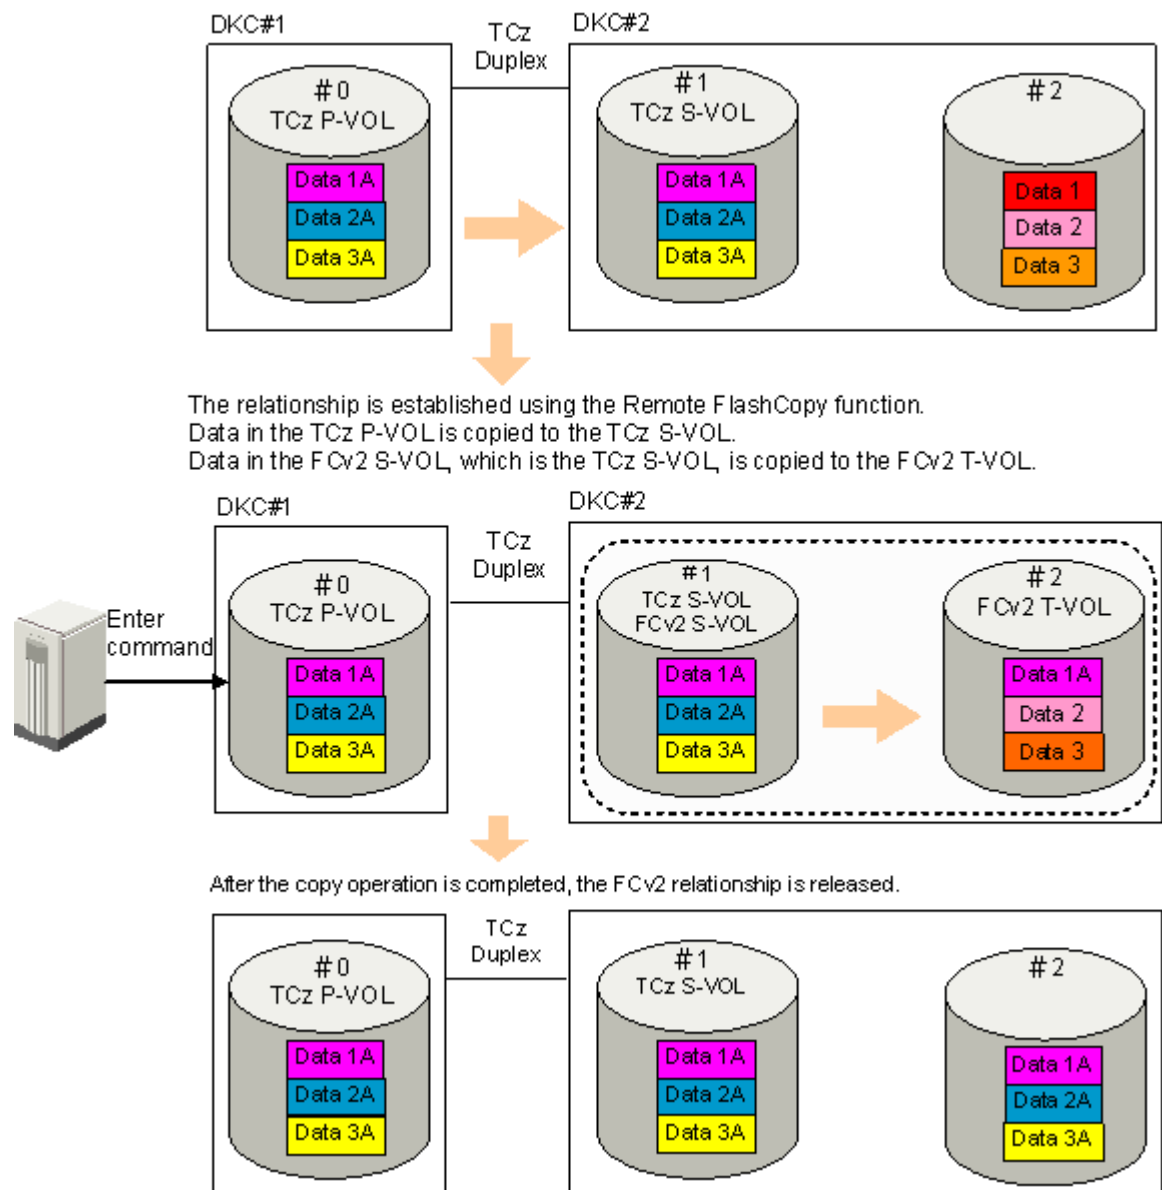 DKC#1
TCz
Duplex
DKC#2
#0
TCz P-VOL
Data 1A
Data 2A
Data 3A
#1
TCz S-VOL
Data 1A
Data 2A
Data 3A
#2
Data 1
Data 2
Data 3
The relationship is established using the Remote FlashCopy function.
Data in the TCz P-VOL is copied to the TCz S-VOL.
Data in the FCv2 S-VOL, which is the TCz S-VOL, is copied to the FCv2 T-VOL.
DKC#1
TCz
Duplex
DKC#2
Enter
command
#0
TCz P-VOL
Data 1A
Data 2A
Data 3A
#1
TCz S-VOL
FCv2 S-VOL
Data 1A
Data 2A
Data 3A
#2
FCv2 T-VOL
Data 1A
Data 2
Data 3
After the copy operation is completed, the FCv2 relationship is released.
TCz
Duplex
#0
TCz P-VOL
Data 1A
Data 2A
Data 3A
#1
TCz S-VOL
Data 1A
Data 2A
Data 3A
#2
Data 1A
Data 2A
Data 3A